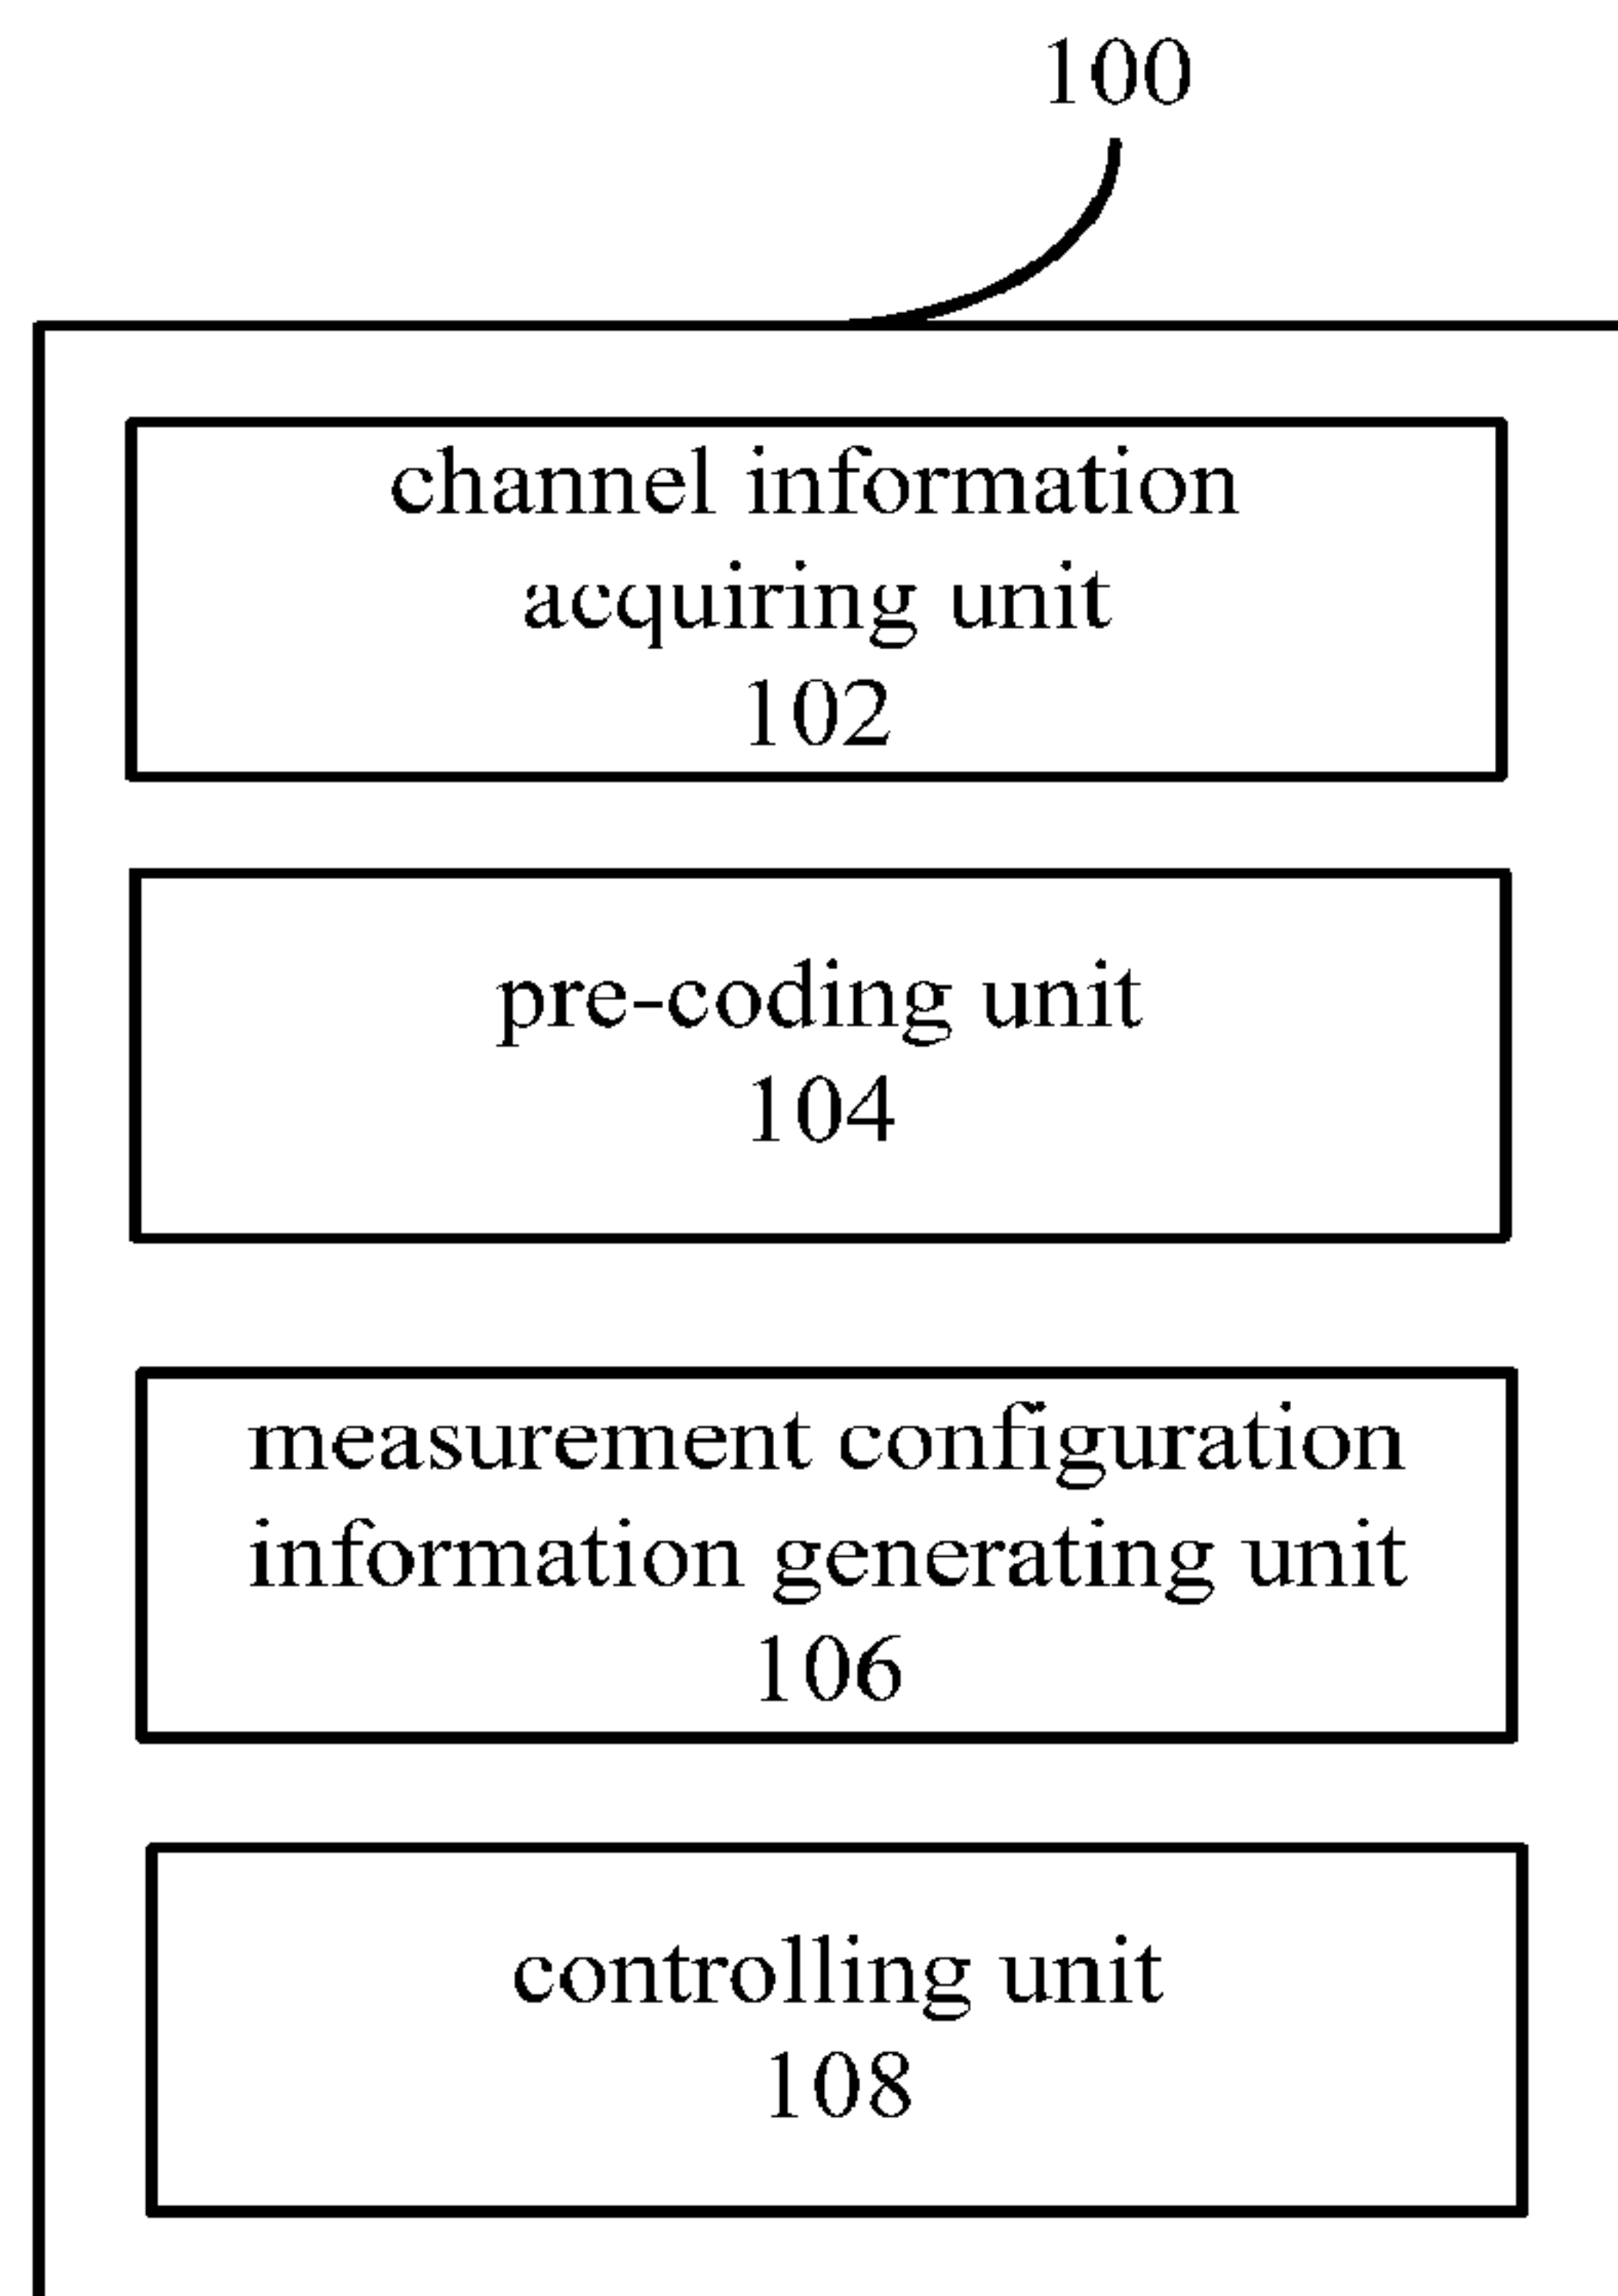 100
channel information
acquiring unit
102
pre-coding unit
104
measurement configuration
information generating unit
106
controlling unit
108